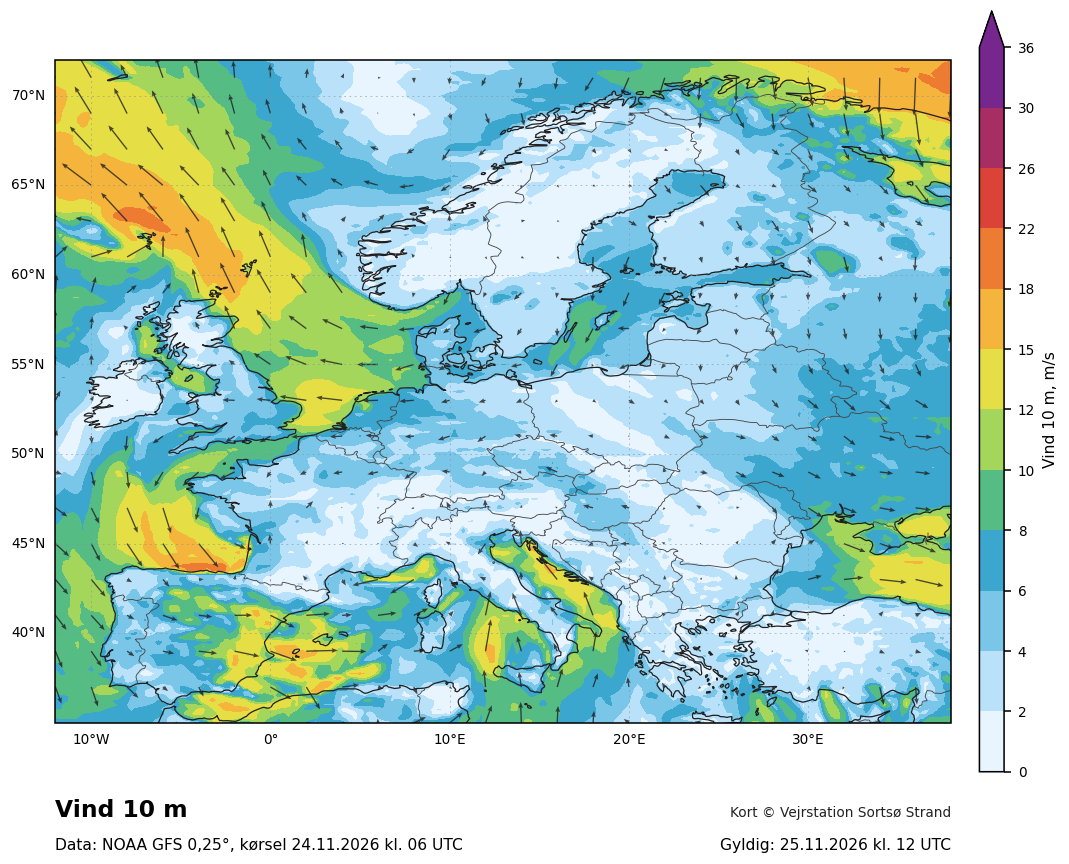 36
30
26
22
18
15
12
10
8
6
4
2
0
Vind 10 m, m/s
70°N
65°N
60°N
55°N
50°N
45°N
40°N
10°W
0°
10°E
20°E
30°E
Vind 10 m
Kort © Vejrstation Sortsø Strand
Data: NOAA GFS 0,25°, kørsel 24.11.2026 kl. 06 UTC
Gyldig: 25.11.2026 kl. 12 UTC